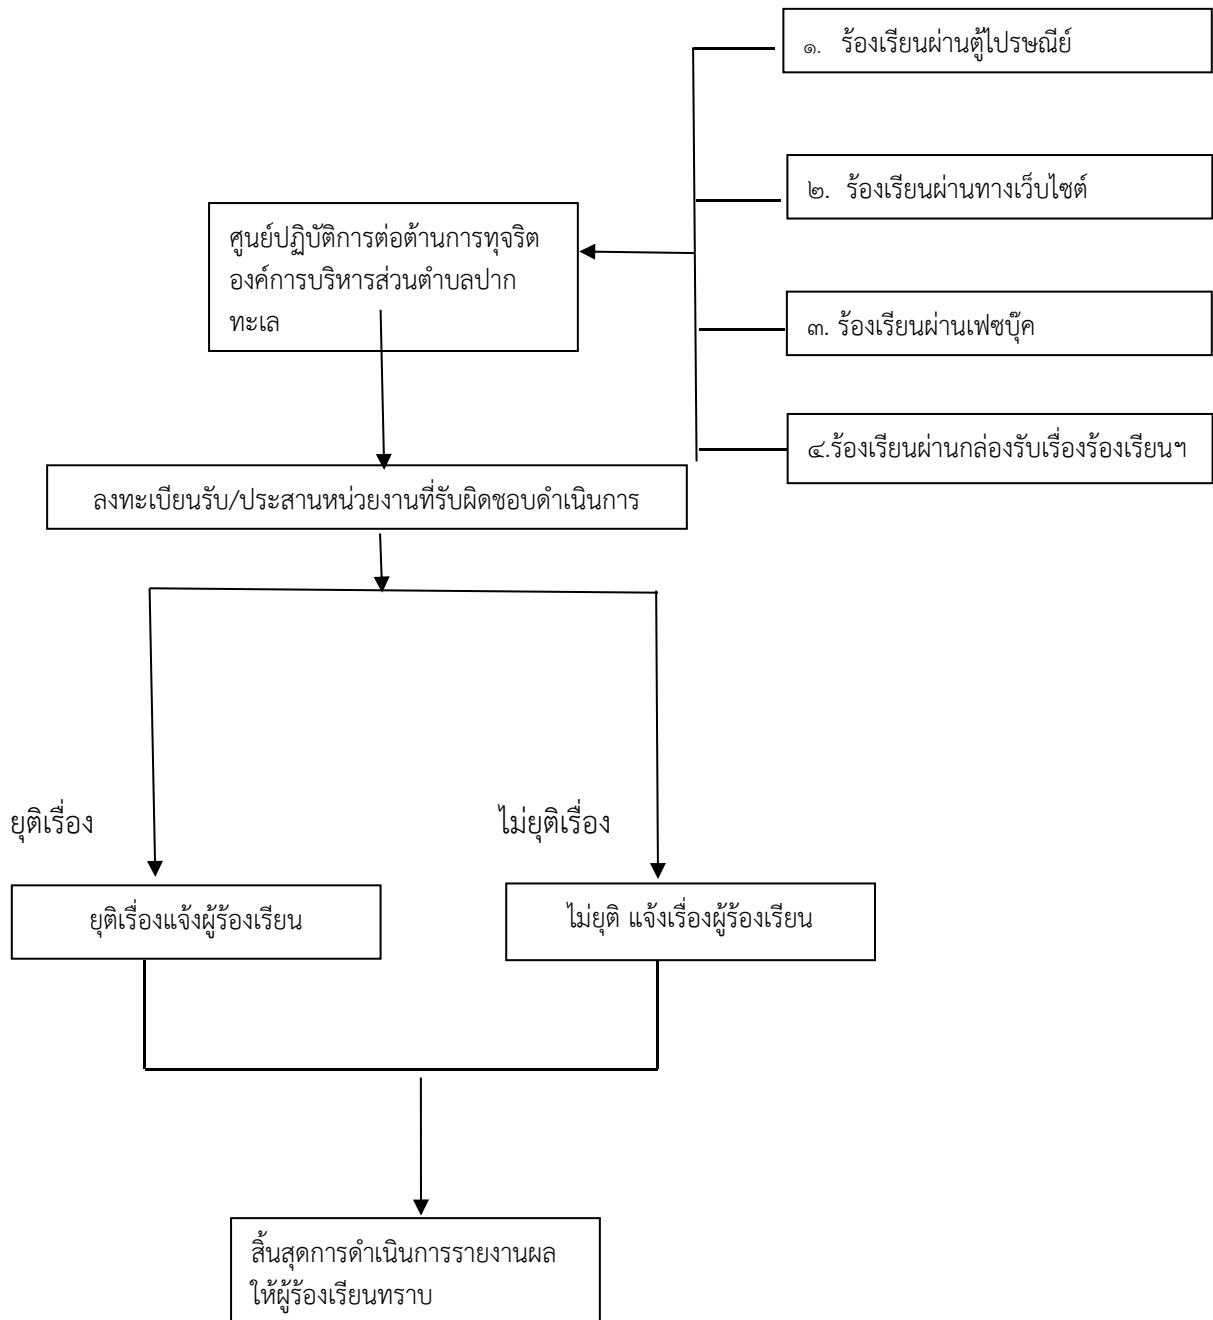 ๑. ร้องเรียนผ่านตู้ไปรษณีย์
๒. ร้องเรียนผ่านทางเว็บไซต์
ศูนย์ปฏิบัติการต่อต้านการทุจริต
องค์การบริหารส่วนตำบลปาก
ทะเล
๓. ร้องเรียนผ่านเฟซบุ๊ค
๔.ร้องเรียนผ่านกล่องรับเรื่องร้องเรียนฯ
ลงทะเบียนรับ/ประสานหน่วยงานที่รับผิดชอบดำเนินการ
ยุติเรื่อง
ไม่ยุติเรื่อง
ยุติเรื่องแจ้งผู้ร้องเรียน
ไม่ยุติ แจ้งเรื่องผู้ร้องเรียน
สิ้นสุดการดำเนินการรายงานผล
ให้ผู้ร้องเรียนทราบ